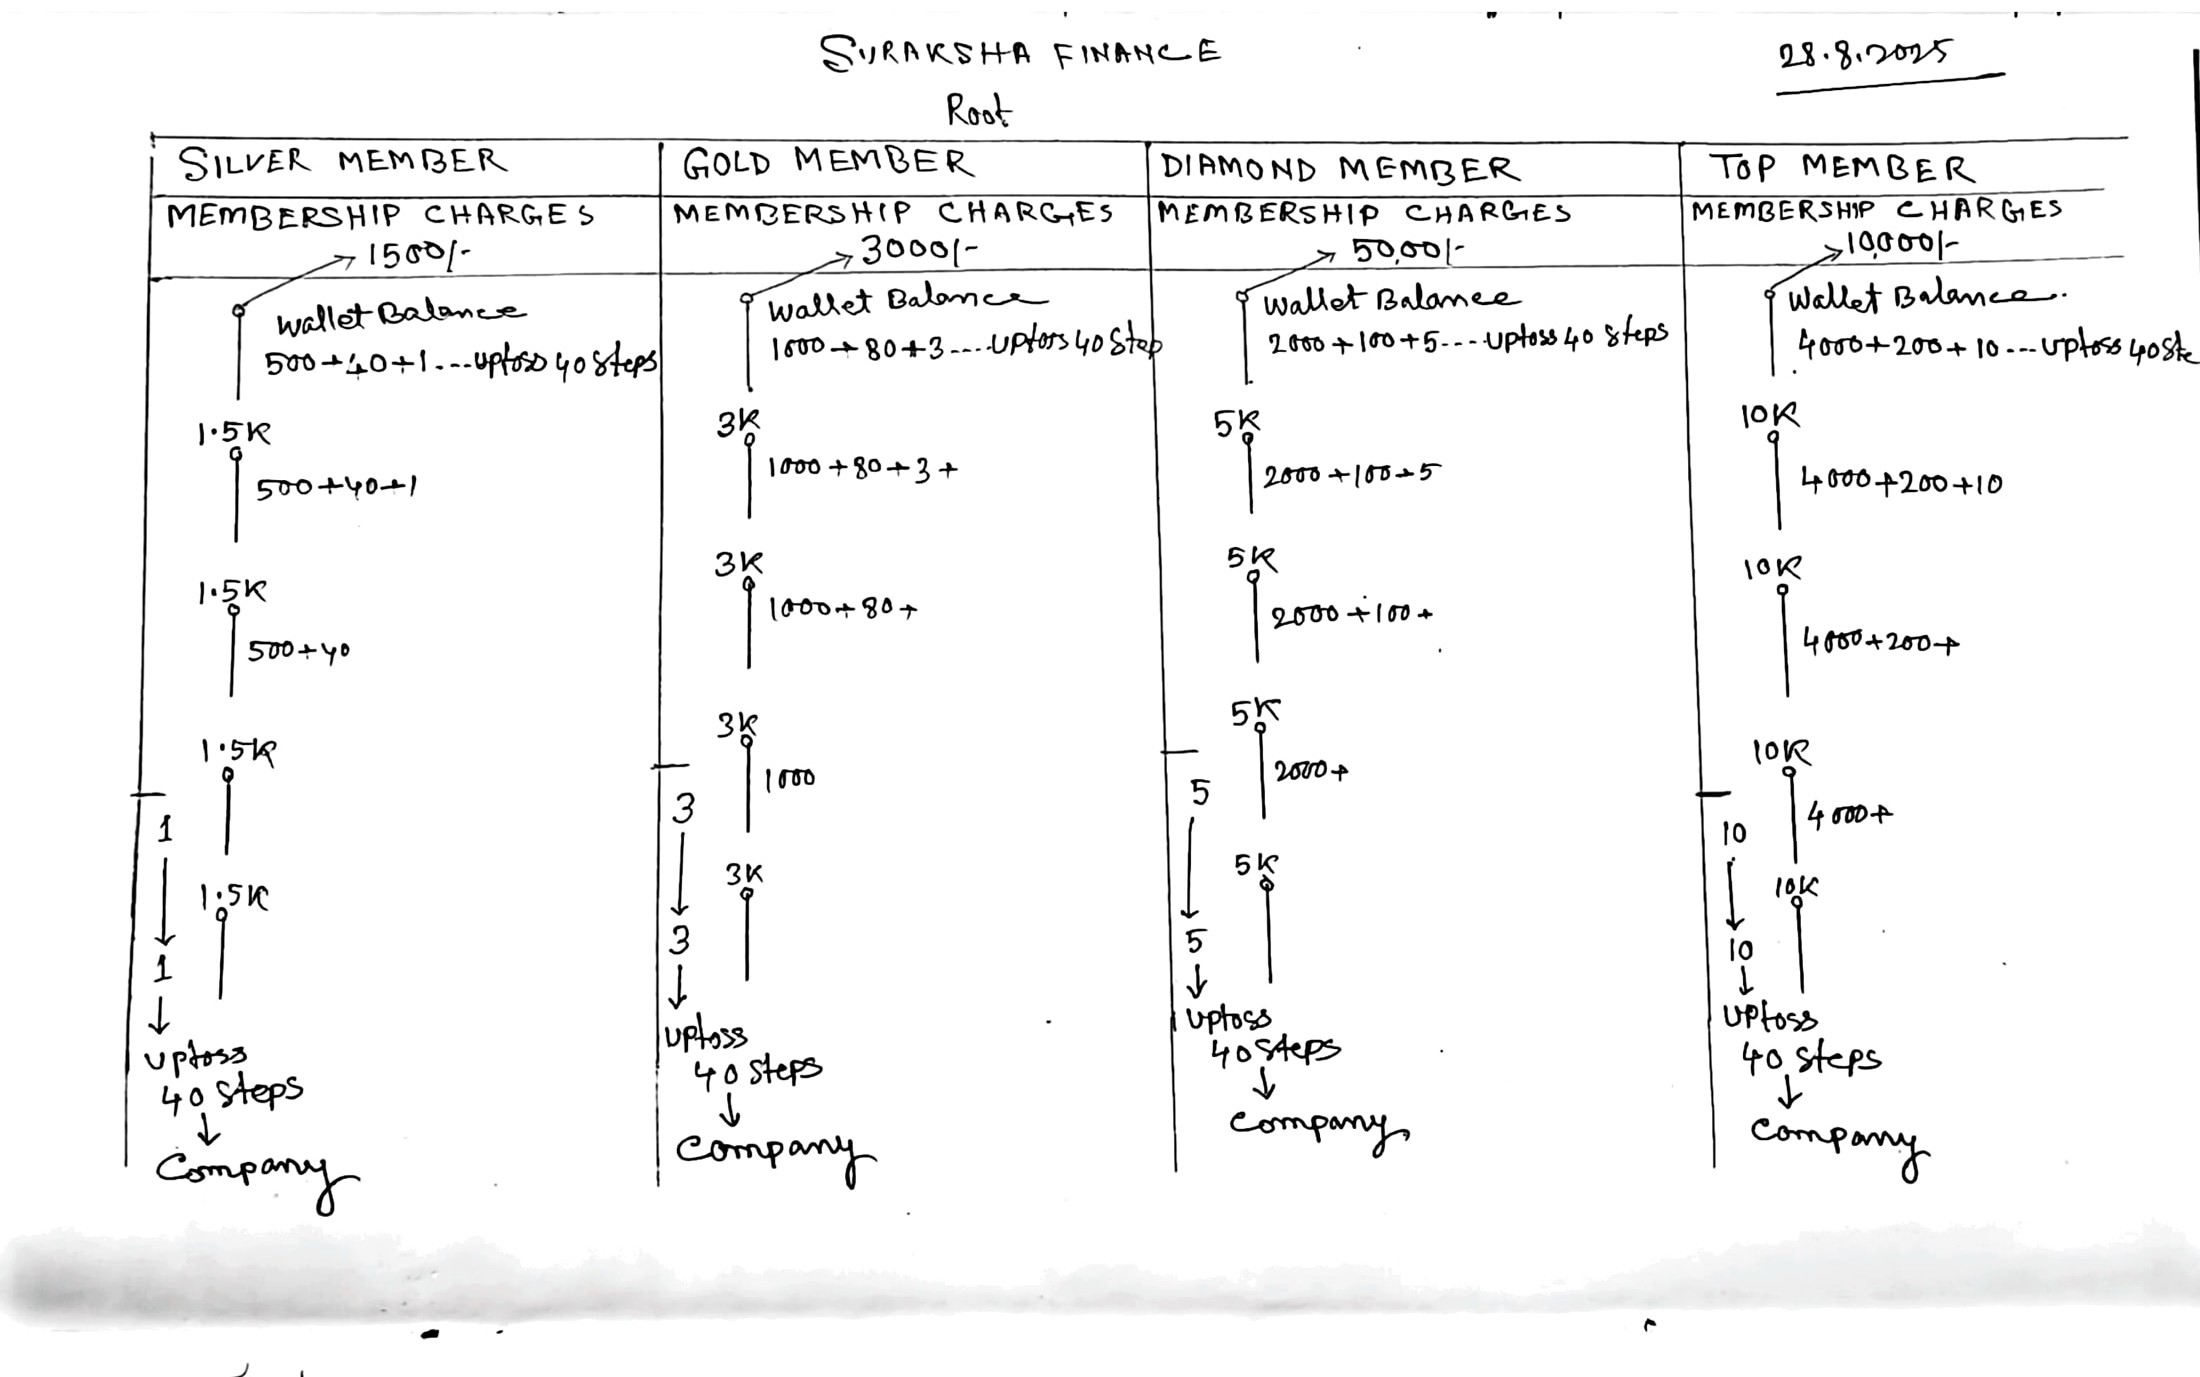 SURAKSHA FINANCE
28.8.2025
Root
SILVER MEMBER
MEMBERSHIP CHARGES
1500/-
Wallet Balance
500+40+1....uptoss 40 steps
1.5K
500+40+1
1.5K
500+40
1.5K
1.5K
1
1
uptoss
40 steps
Company
GOLD MEMBER
MEMBERSHIP CHARGES
3000/-
Wallet Balance
1000+80+3....uptoss 40 Step
3K
1000+80+3+
3K
1000+80+
3K
1000
3K
3
3
uptoss
40 steps
Company
DIAMOND MEMBER
MEMBERSHIP CHARGES
50,00/-
Wallet Balance
2000+100+5....uptoss 40 steps
5K
2000+100+5
5K
2000+100+
5K
2000+
5K
5
5
uptoss
40 steps
Company
TOP MEMBER
MEMBERSHIP CHARGES
10,000/-
Wallet Balance.
4000+200+10...uptoss 40 Ste
10K
4000+200+10
10K
4000+200+
10K
4000+
10K
10
10
uptoss
40 steps
Company